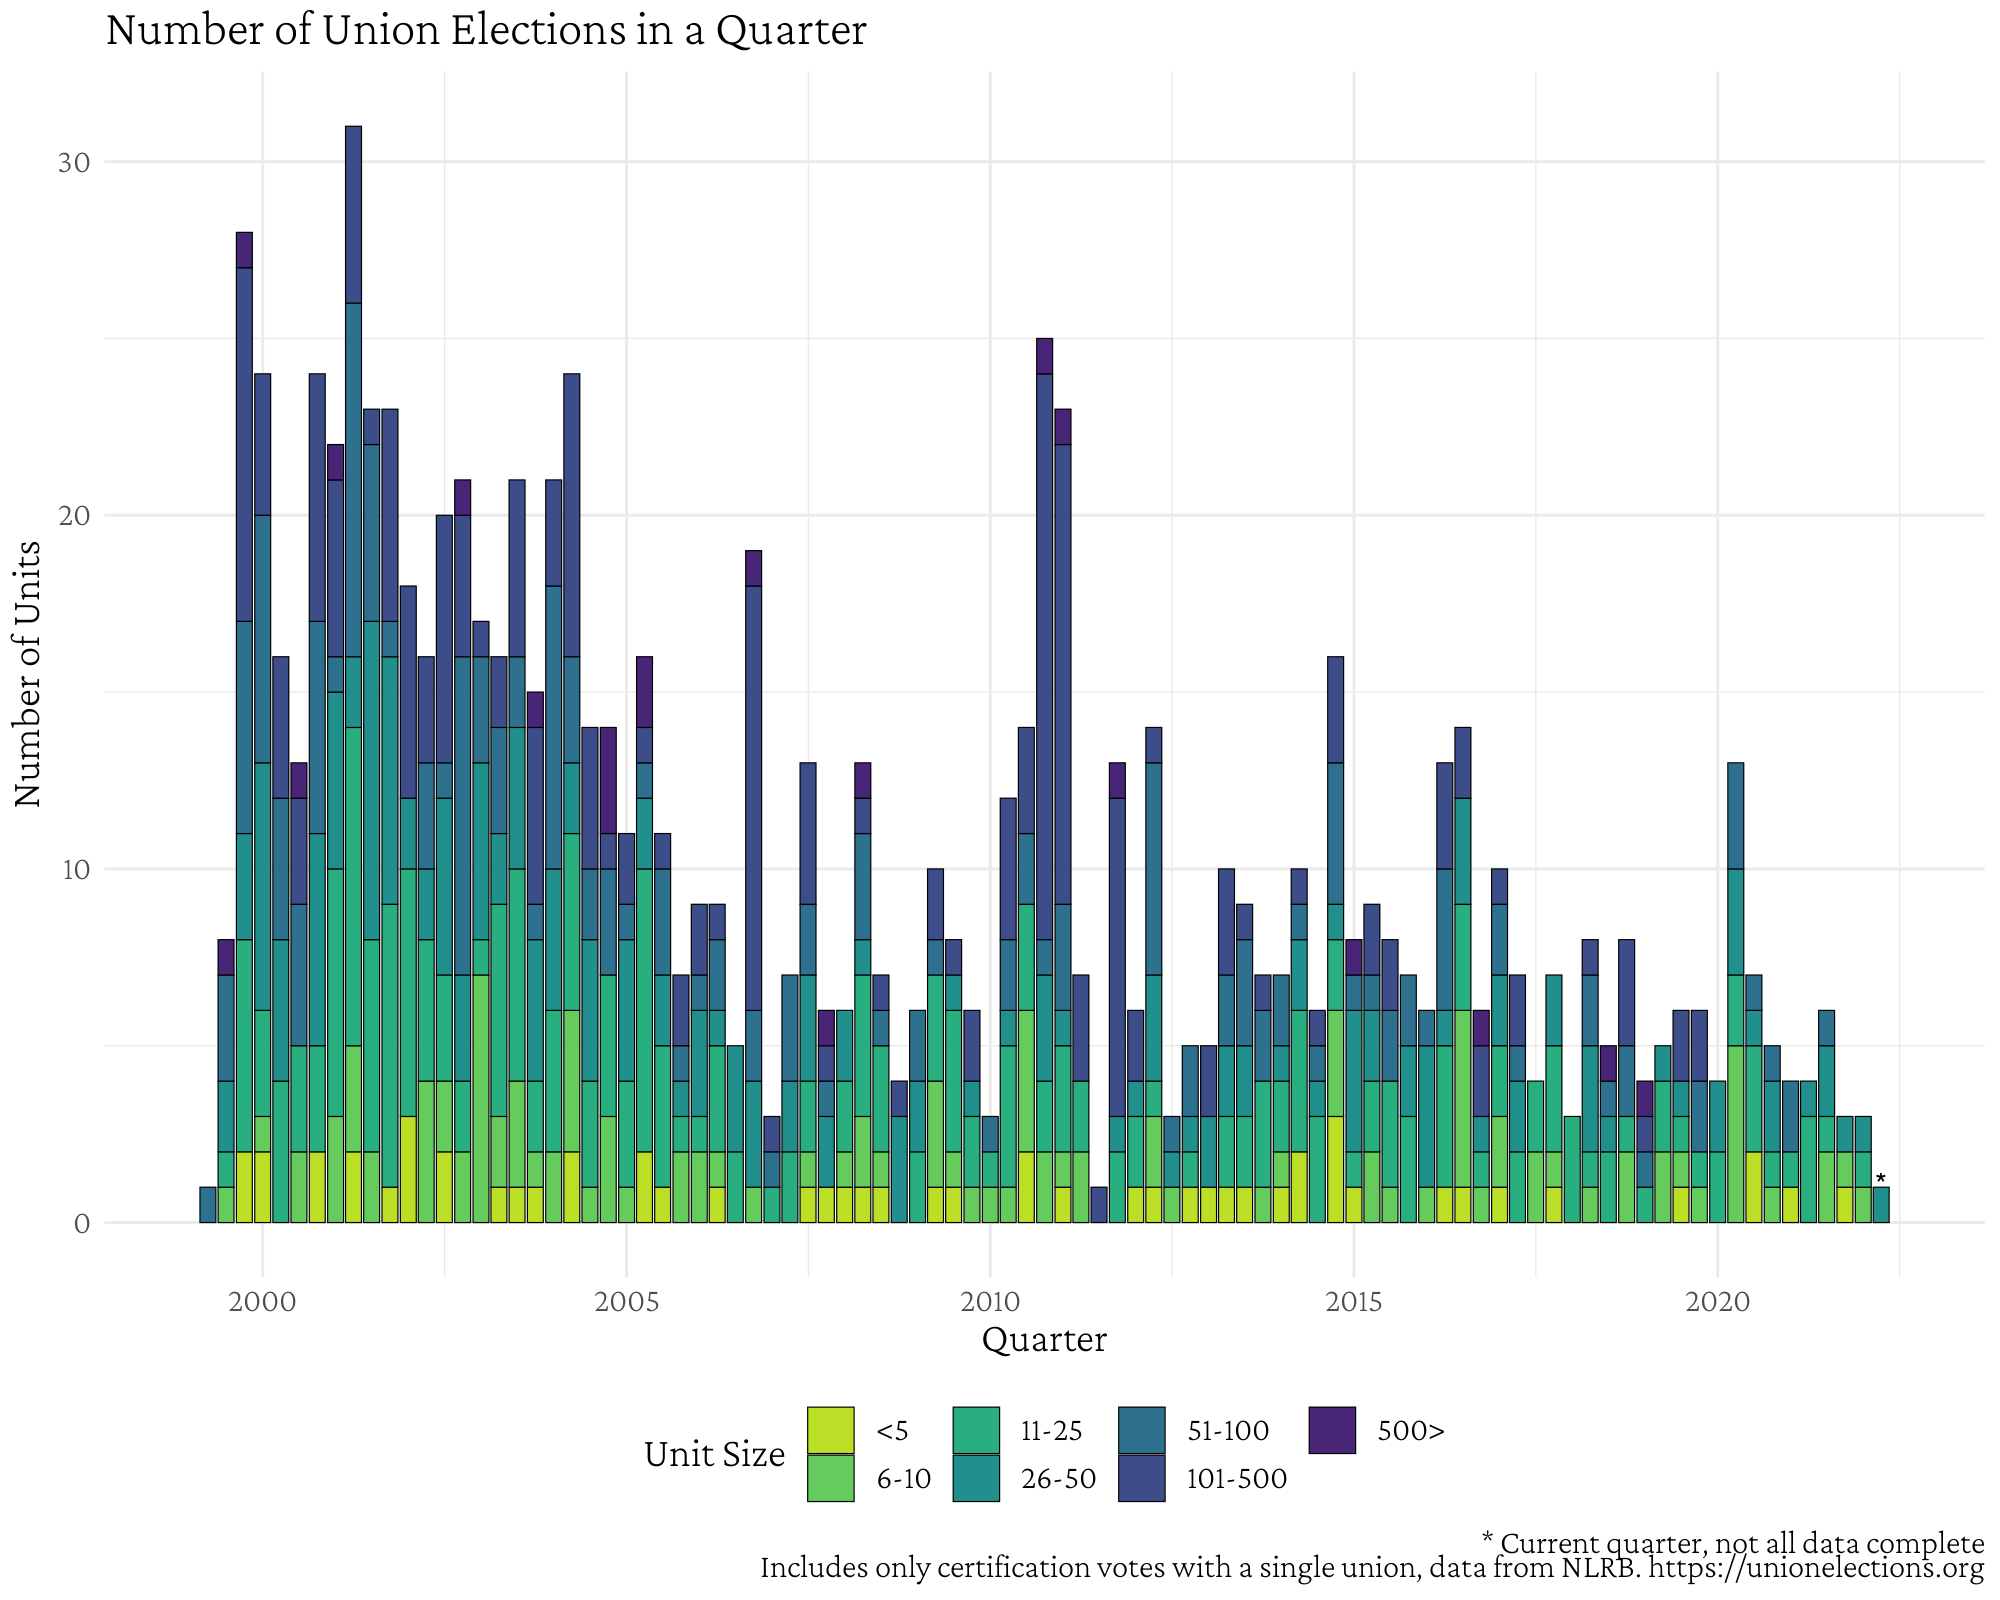 Number of Union Elections in a Quarter
Number of Units
30
20
10
0
2000 2005 2010 2015 2020
*
Quarter
Unit Size
<5 11-25 51-100 500>
6-10 26-50 101-500
* Current quarter, not all data complete
Includes only certification votes with a single union, data from NLRB. https://unionelections.org